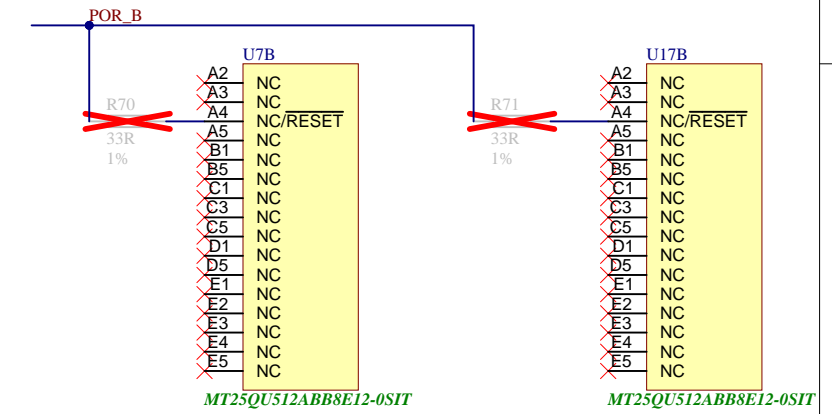 POR_B
U7B
U17B
A2 NC
A3 NC
R70
A4 NC/RESET
33R
A5 NC
1%
B1 NC
B5 NC
C1 NC
C3 NC
C5 NC
D1 NC
D5 NC
E1 NC
E2 NC
E3 NC
E4 NC
E5 NC
MT25QU512ABB8E12-0SIT
A2 NC
A3 NC
R71
A4 NC/RESET
33R
A5 NC
1%
B1 NC
B5 NC
C1 NC
C3 NC
C5 NC
D1 NC
D5 NC
E1 NC
E2 NC
E3 NC
E4 NC
E5 NC
MT25QU512ABB8E12-0SIT